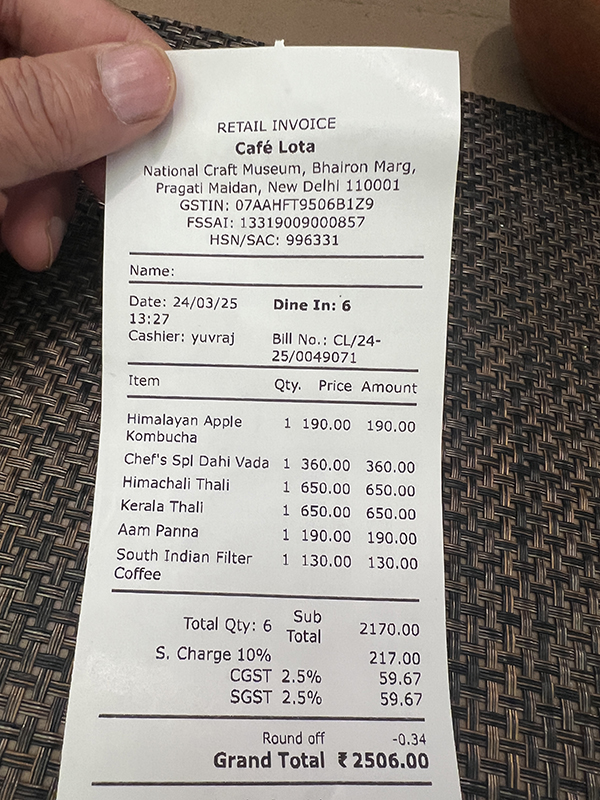 RETAIL INVOICE
Café Lota
National Craft Museum, Bhairon Marg,
Pragati Maidan, New Delhi 110001
GSTIN: 07AAHFT9506B1Z9
FSSAI: 13319009000857
HSN/SAC: 996331
Name:
Date: 24/03/25 Dine In: 6
13:27
Cashier: yuvraj Bill No.: CL/24-
25/0049071
Item Qty. Price Amount
Himalayan Apple 1 190.00 190.00
Kombucha
Chef's Spl Dahi Vada 1 360.00 360.00
Himachali Thali 1 650.00 650.00
Kerala Thali 1 650.00 650.00
Aam Panna 1 190.00 190.00
South Indian Filter 1 130.00 130.00
Coffee
Total Qty: 6 Sub Total 2170.00
S. Charge 10% 217.00
CGST 2.5% 59.67
SGST 2.5% 59.67
Round off -0.34
Grand Total ₹ 2506.00